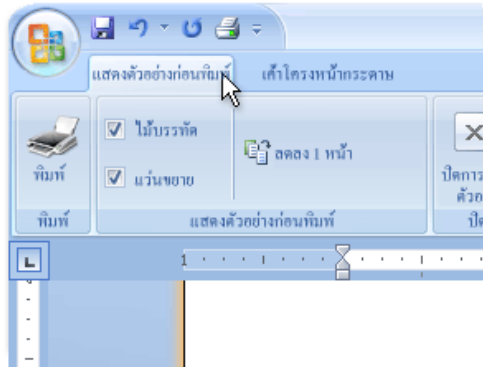 แสดงตัวอย่างก่อนพิมพ์ เค้าโครงหน้ากระดาษ
ไม้บรรทัด
ลดลง 1 หน้า
พิมพ์
แว่นขยาย
ปิดการ
ตัวอ
พิมพ์ แสดงตัวอย่างก่อนพิมพ์ ปิด
L 1